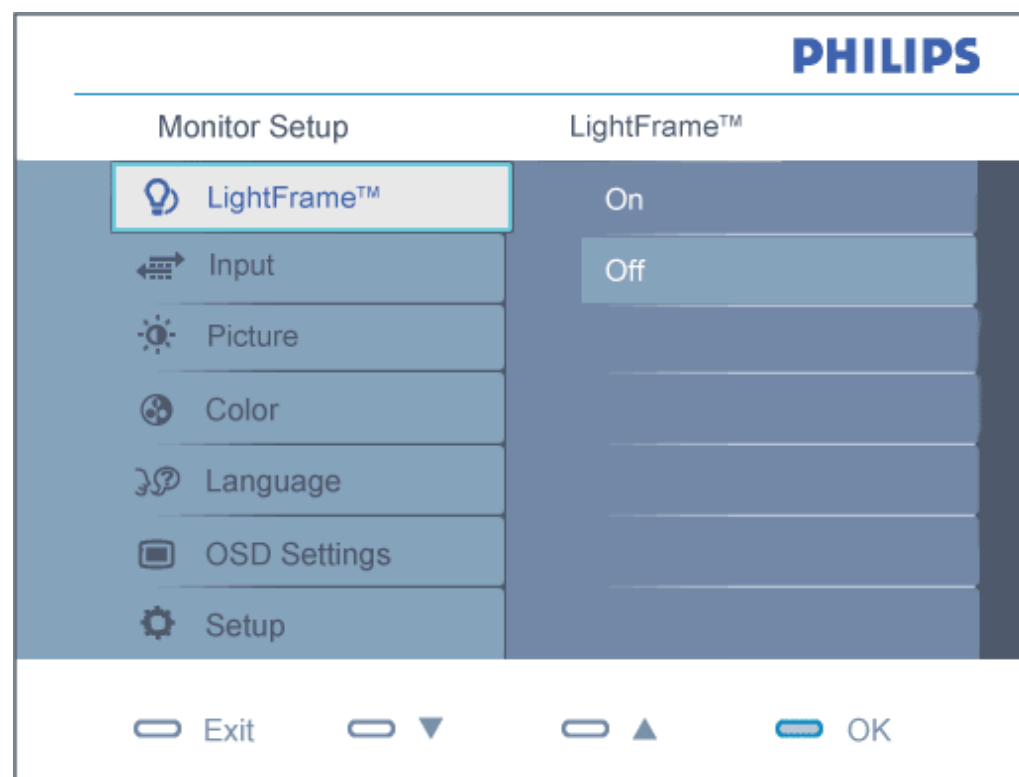 PHILIPS
Monitor Setup
LightFrame™
LightFrame™
On
Input
Off
Picture
Color
Language
OSD Settings
Setup
Exit ▼ ▲ OK